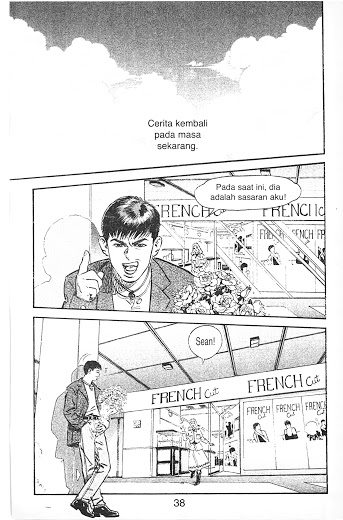 Cerita kembali
pada masa
sekarang.
Pada saat ini, dia
adalah sasaran aku!
FRENCH Cut
FRENCH Cut
FRENCH
FRENCH
Sean!
FRENCH Cut
FRENCH Cut
FRENCH
FRENCH
FRENCH
38